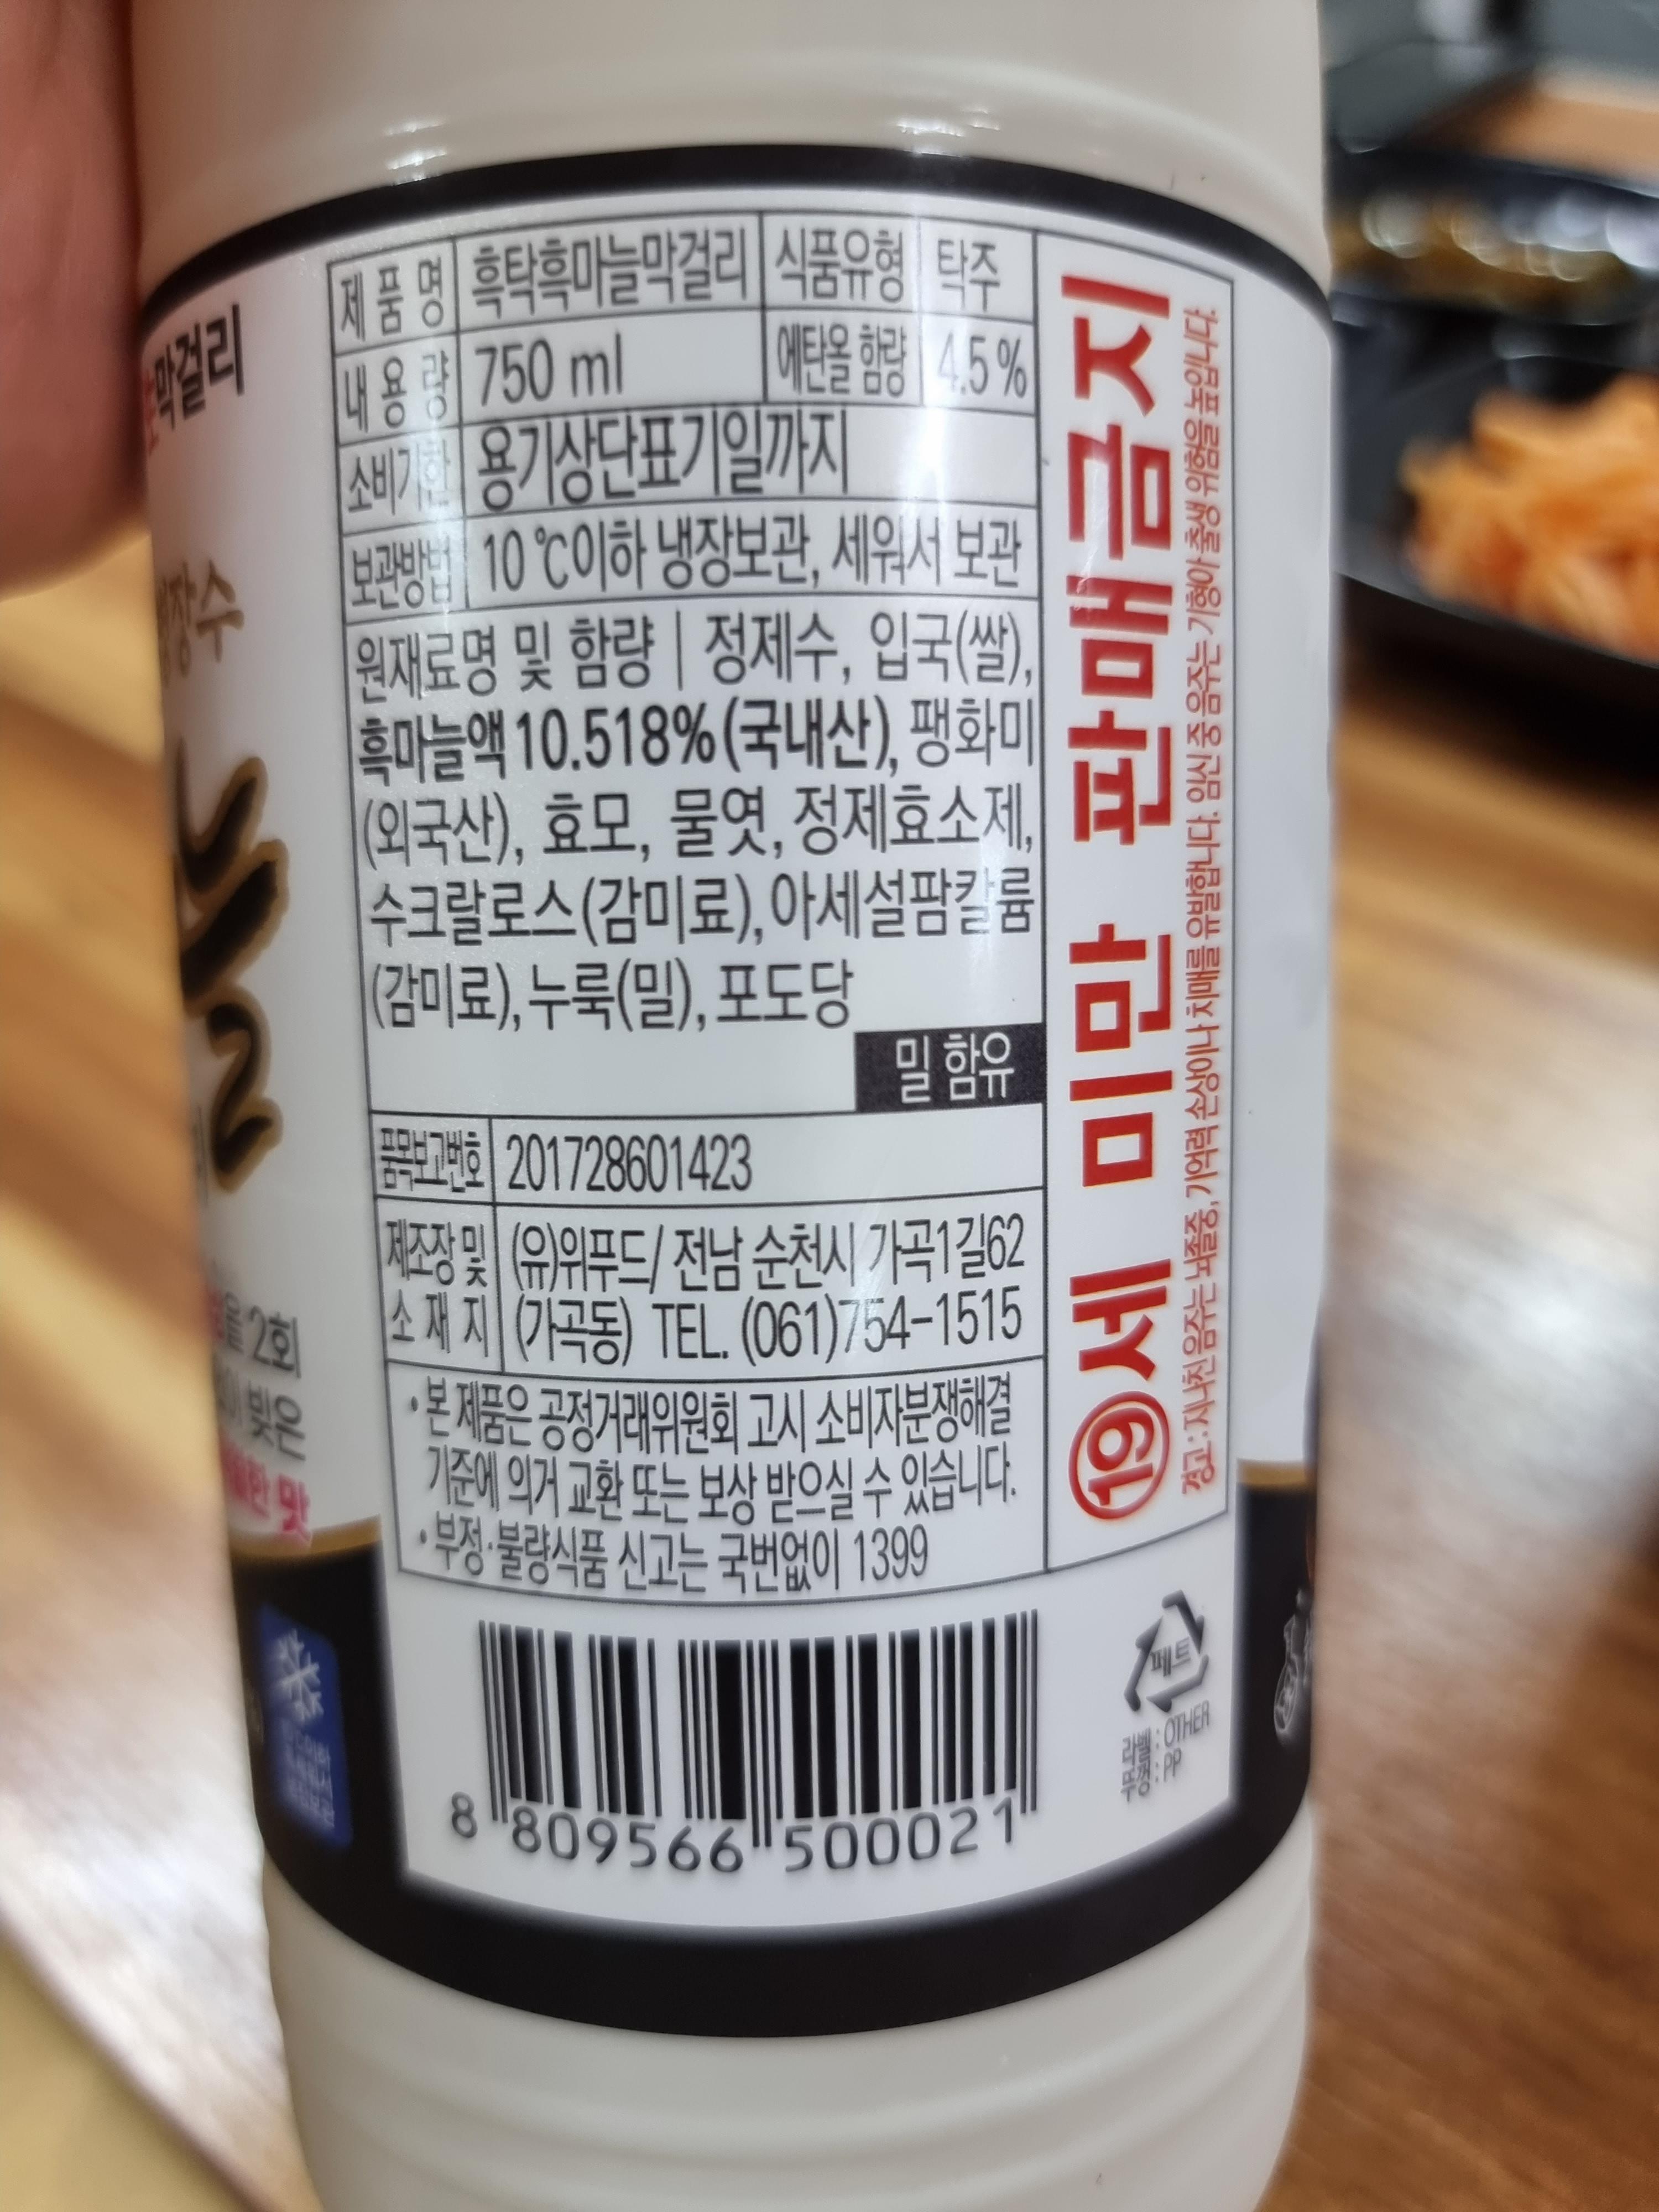 막걸리
장수
2회
빚은
맛
제 품 명 흑탁흑마늘막걸리 식품유형 탁주
내 용 량 750 ml 에탄올 함량 4.5%
소비기한 용기상단표기일까지
보관방법 10 ℃이하 냉장보관, 세워서 보관
원재료명 및 함량 | 정제수, 입국(쌀),
흑마늘액10.518%(국내산), 팽화미
(외국산), 효모, 물엿, 정제효소제,
수크랄로스(감미료), 아세설팜칼륨
(감미료), 누룩(밀), 포도당
밀 함유
품목보고번호 201728601423
제조장 및 (유)위푸드/ 전남 순천시 가곡1길62
소 재 지 (가곡동) TEL. (061)754-1515
·본 제품은 공정거래위원회 고시 소비자분쟁해결
기준에 의거 교환 또는 보상 받으실 수 있습니다.
·부정·불량식품 신고는 국번없이 1399
8 809566 500021
19세 미만 판매금지
경고 : 지나친 음주는 뇌졸중, 기억력 손상이나 치매를 유발합니다. 임신 중 음주는 기형아 출생 위험을 높입니다.
페트
라벨 : OTHER
뚜껑 : PP